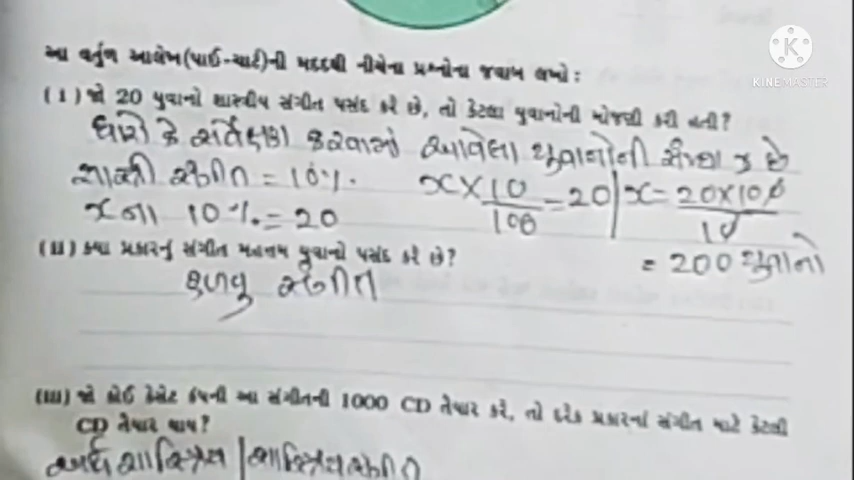 આ વર્તુળ આલેખ(પાઈ-ચાર્ટ)ની મદદથી નીચેના પ્રશ્નોના જવાબ લખો :
KINEMASTER
(I) જો 20 યુવાનો શાસ્ત્રીય સંગીત પસંદ કરે છે, તો કેટલા યુવાનોની મોજણી કરી હતી?
ધારો કે સર્વેક્ષણ કરવામાં આવેલા યુવાનોની સંખ્યા x છે
શાસ્ત્રી સંગીત = 10%. x × 10/100 = 20 | x = 20×100/10
xના 10%. = 20
= 200 યુવાનો
(II) ક્યા પ્રકારનું સંગીત મહત્તમ યુવાનો પસંદ કરે છે?
હળવુ સંગીત
(III) જો કોઈ કેસેટ કંપની આ સંગીતની 1000 CD તૈયાર કરે, તો દરેક પ્રકારનાં સંગીત માટે કેટલી
CD તૈયાર થાય?
અર્ધ શાસ્ત્રિય | શાસ્ત્રિય સંગીત